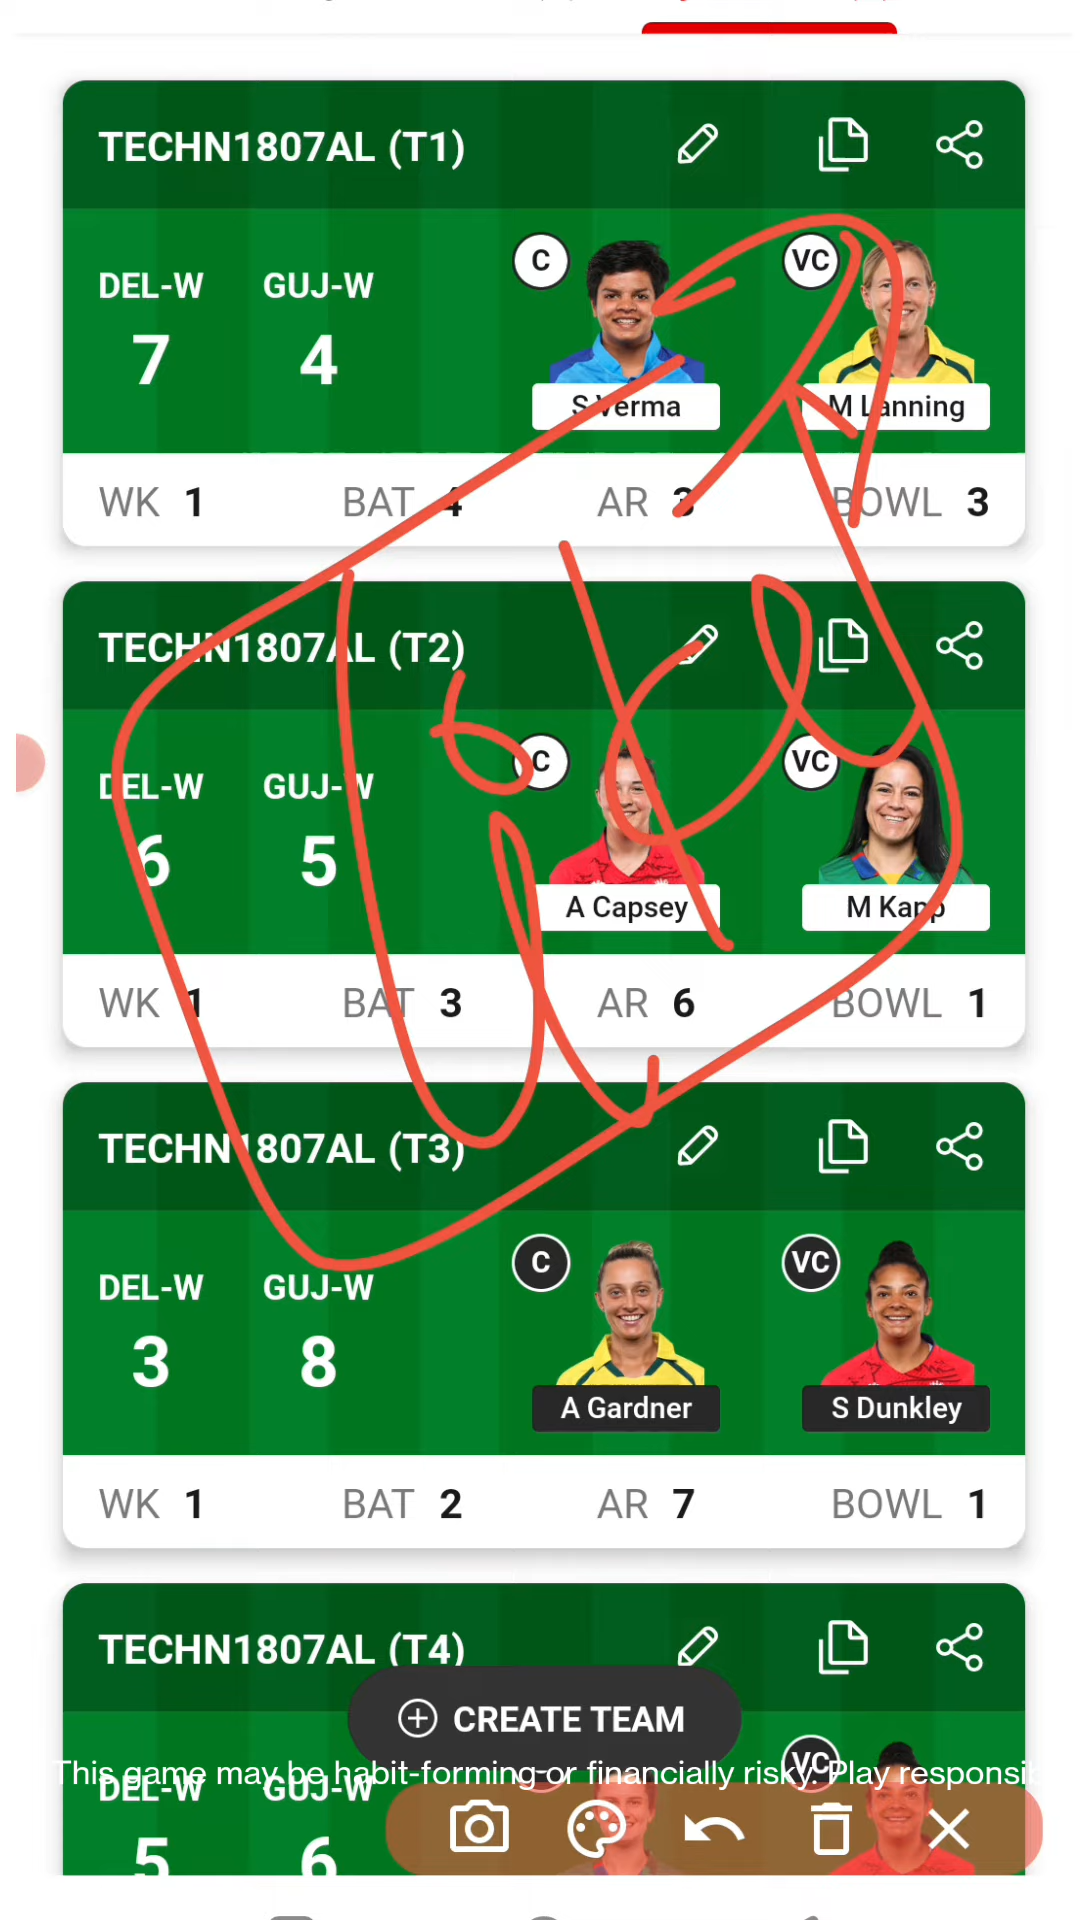 TECHN1807AL (T1)
DEL-W GUJ-W C VC
7 4
S Verma M Lanning
WK 1 BAT 4 AR 3 BOWL 3
TECHN1807AL (T2)
DEL-W GUJ-W C VC
6 5
A Capsey M Kapp
WK 1 BAT 3 AR 6 BOWL 1
TECHN1807AL (T3)
DEL-W GUJ-W C VC
3 8
A Gardner S Dunkley
WK 1 BAT 2 AR 7 BOWL 1
TECHN1807AL (T4)
CREATE TEAM
This game may be habit-forming or financially risky. Play
DEL-W GUJ-W VC
5 6